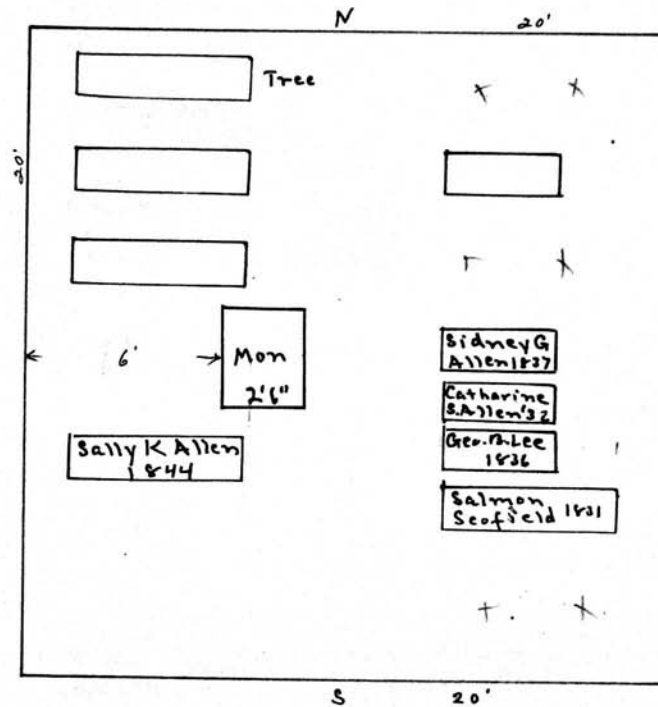 N
20'
Tree
20'
6'
Mon
2'6"
Sidney G
Allen 1837
Catharine
S. Allen '32
Geo. B. Lee
1836
Sally K Allen
1844
Salmon 1831
Scofield
S
20'